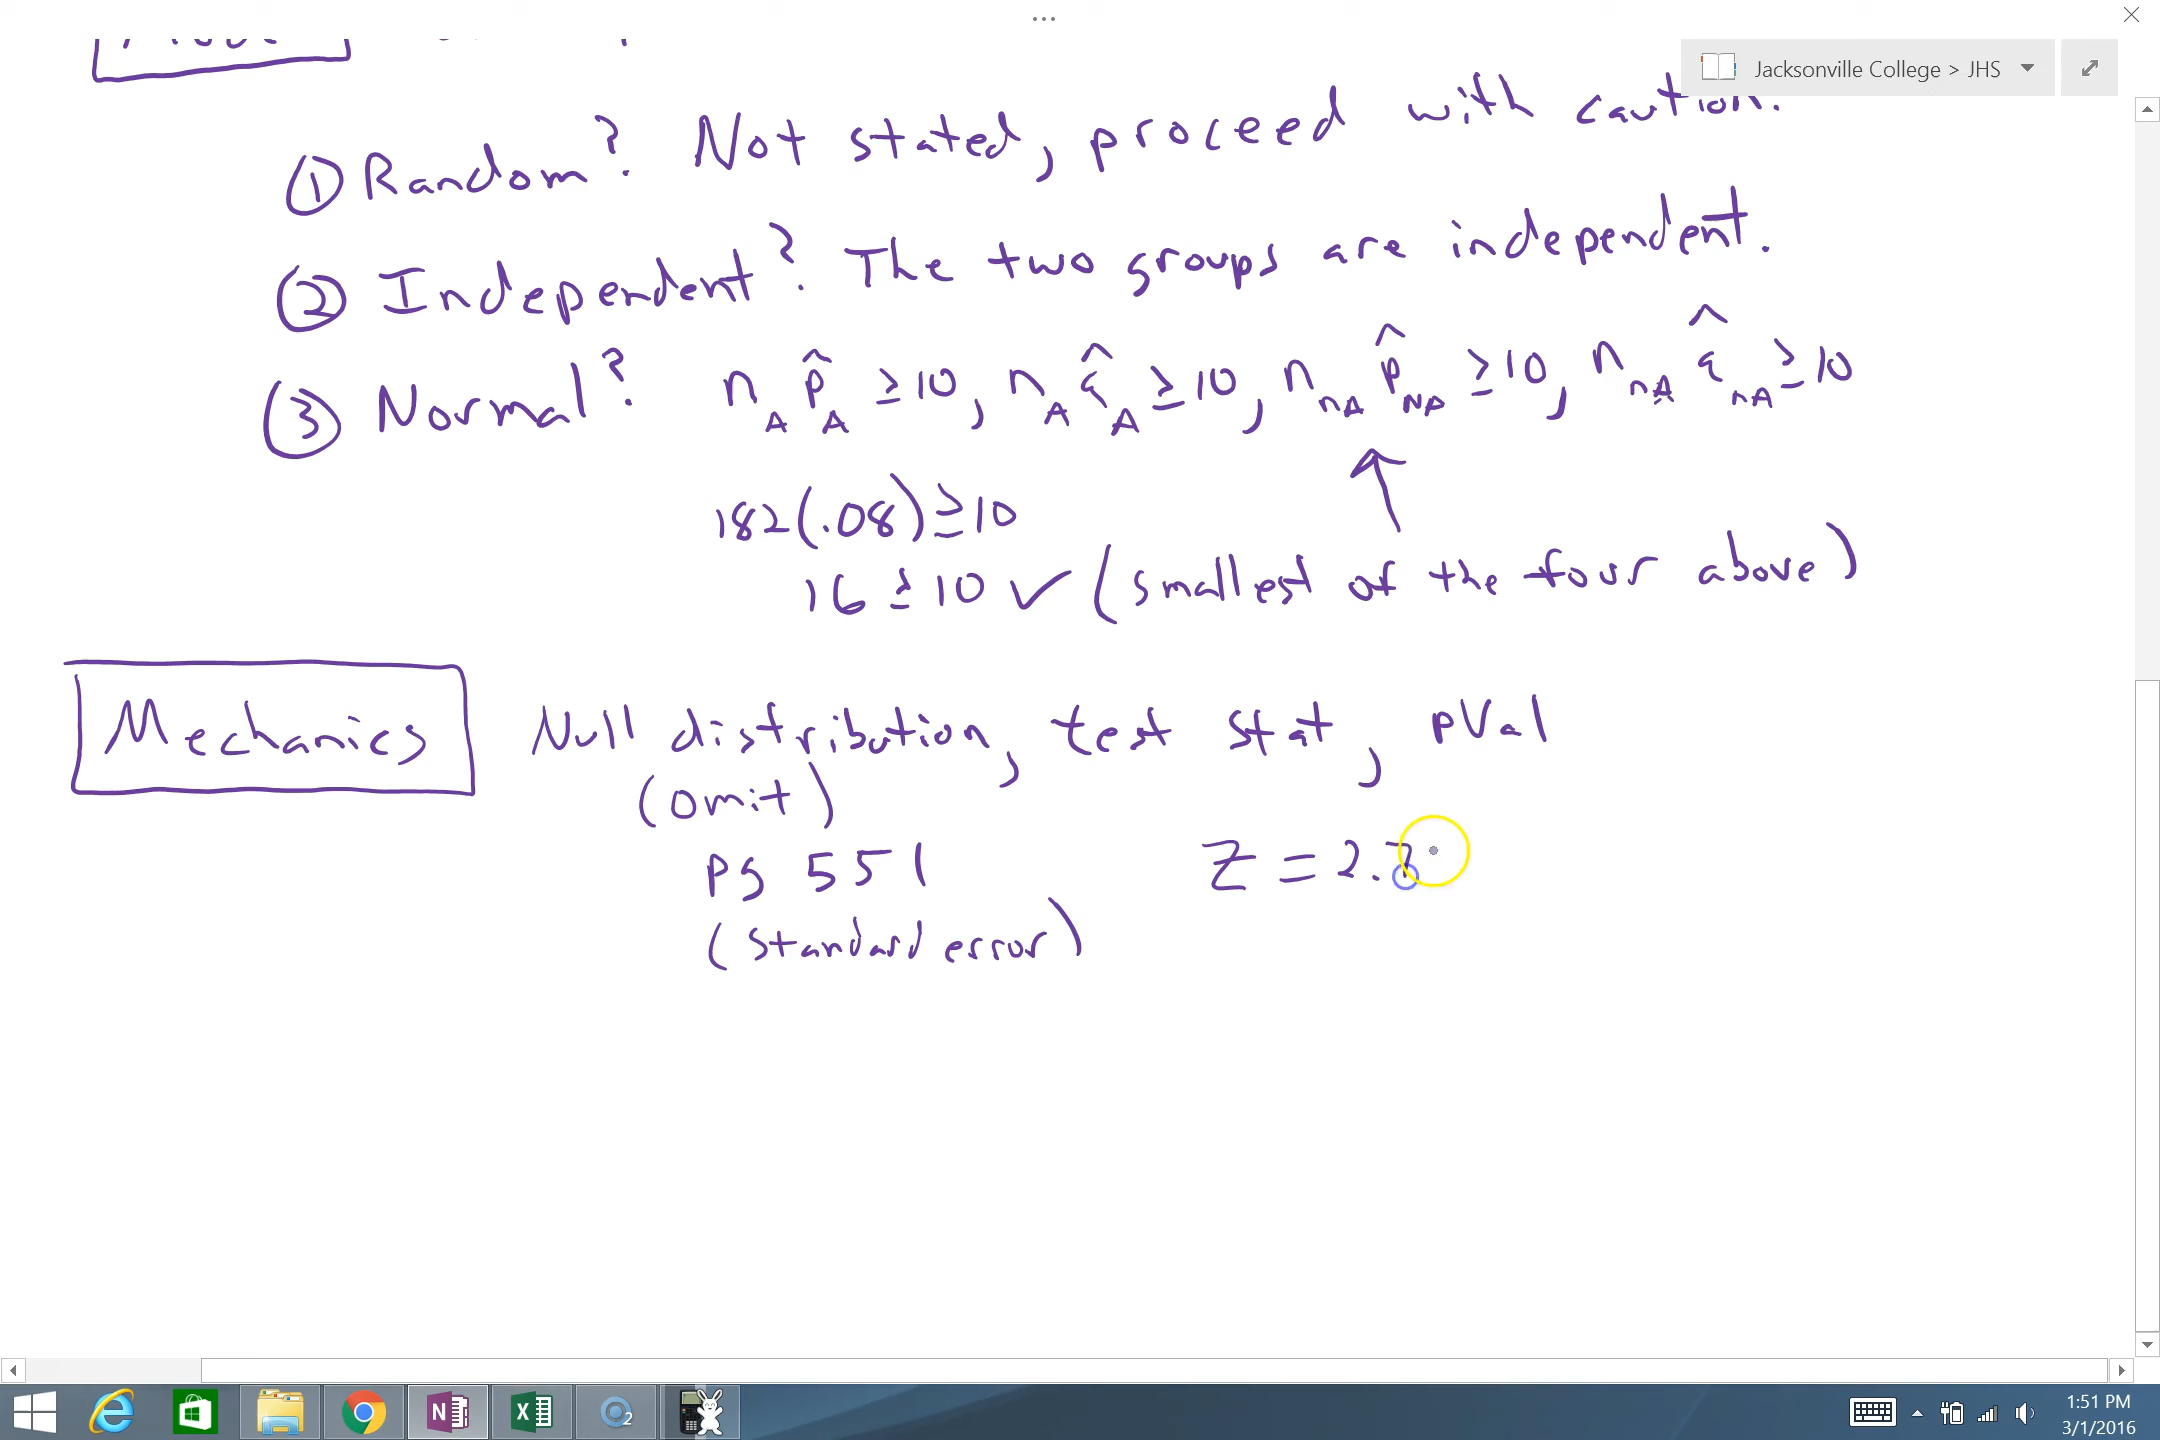 Jacksonville College > JHS
① Random? Not stated, proceed with caution.
② Independent? The two groups are independent.
③ Normal? n_A p̂_A ≥10, n_A q̂_A ≥10, n_nA p̂_NA ≥10, n_nA q̂_nA ≥10
182(.08) ≥ 10
16 ≥ 10 ✓ (smallest of the four above)
Mechanics Null distribution, test stat, pVal
(omit)
pg 551 Z = 2.7
(standard error)
1:51 PM
3/1/2016